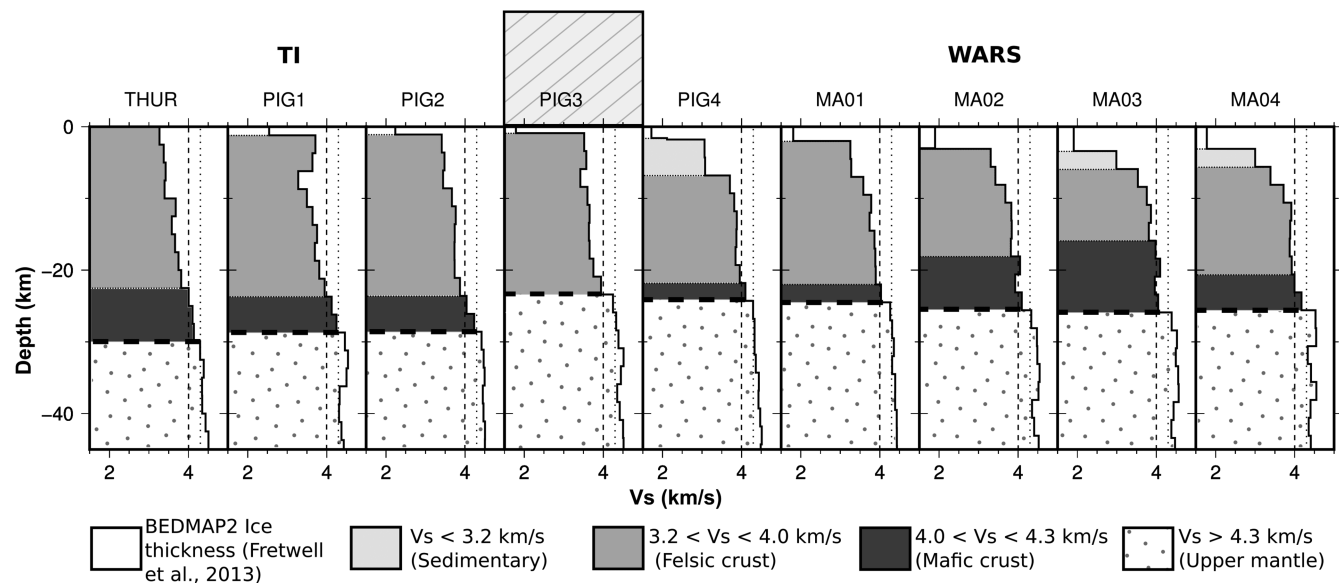 TI
WARS
THUR PIG1 PIG2 PIG3 PIG4 MA01 MA02 MA03 MA04
0
−20
−40
Depth (km)
2 4 2 4 2 4 2 4 2 4 2 4 2 4 2 4 2 4
Vs (km/s)
BEDMAP2 Ice
thickness (Fretwell
et al., 2013)
Vs < 3.2 km/s
(Sedimentary)
3.2 < Vs < 4.0 km/s
(Felsic crust)
4.0 < Vs < 4.3 km/s
(Mafic crust)
Vs > 4.3 km/s
(Upper mantle)